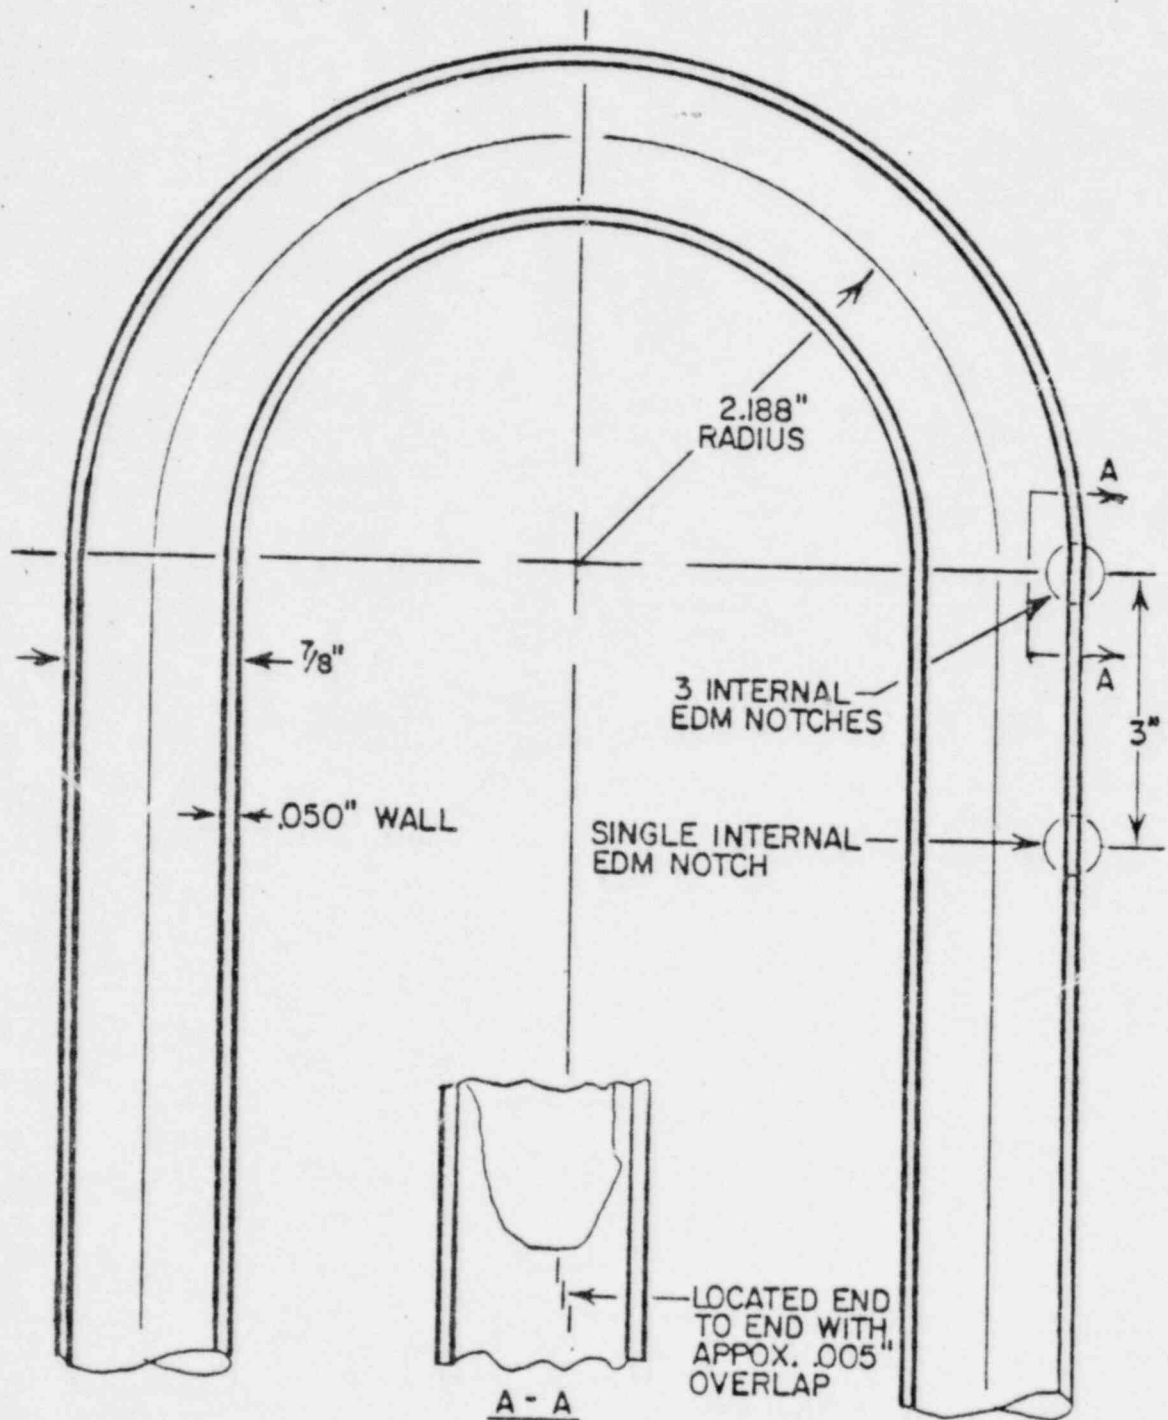 2.188"
RADIUS
A
7/8"
3 INTERNAL
EDM NOTCHES
A
3"
.050" WALL
SINGLE INTERNAL
EDM NOTCH
LOCATED END
TO END WITH
APPOX. .005"
OVERLAP
A - A